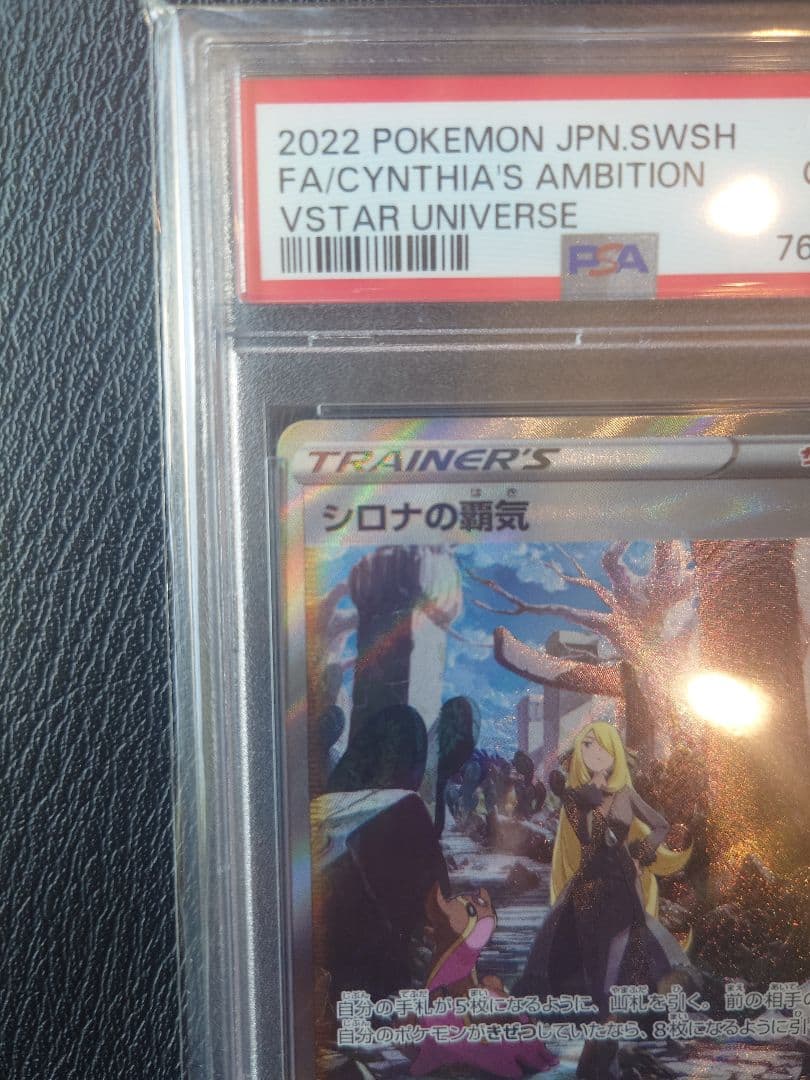 2022 POKEMON JPN.SWSH
FA/CYNTHIA'S AMBITION
VSTAR UNIVERSE
76
PSA
TRAINER'S
シロナの覇気
はき
自分の手札が5枚になるように、山札を引く。前の相手の
自分のポケモンがきぜつしていたなら、8枚になるように引